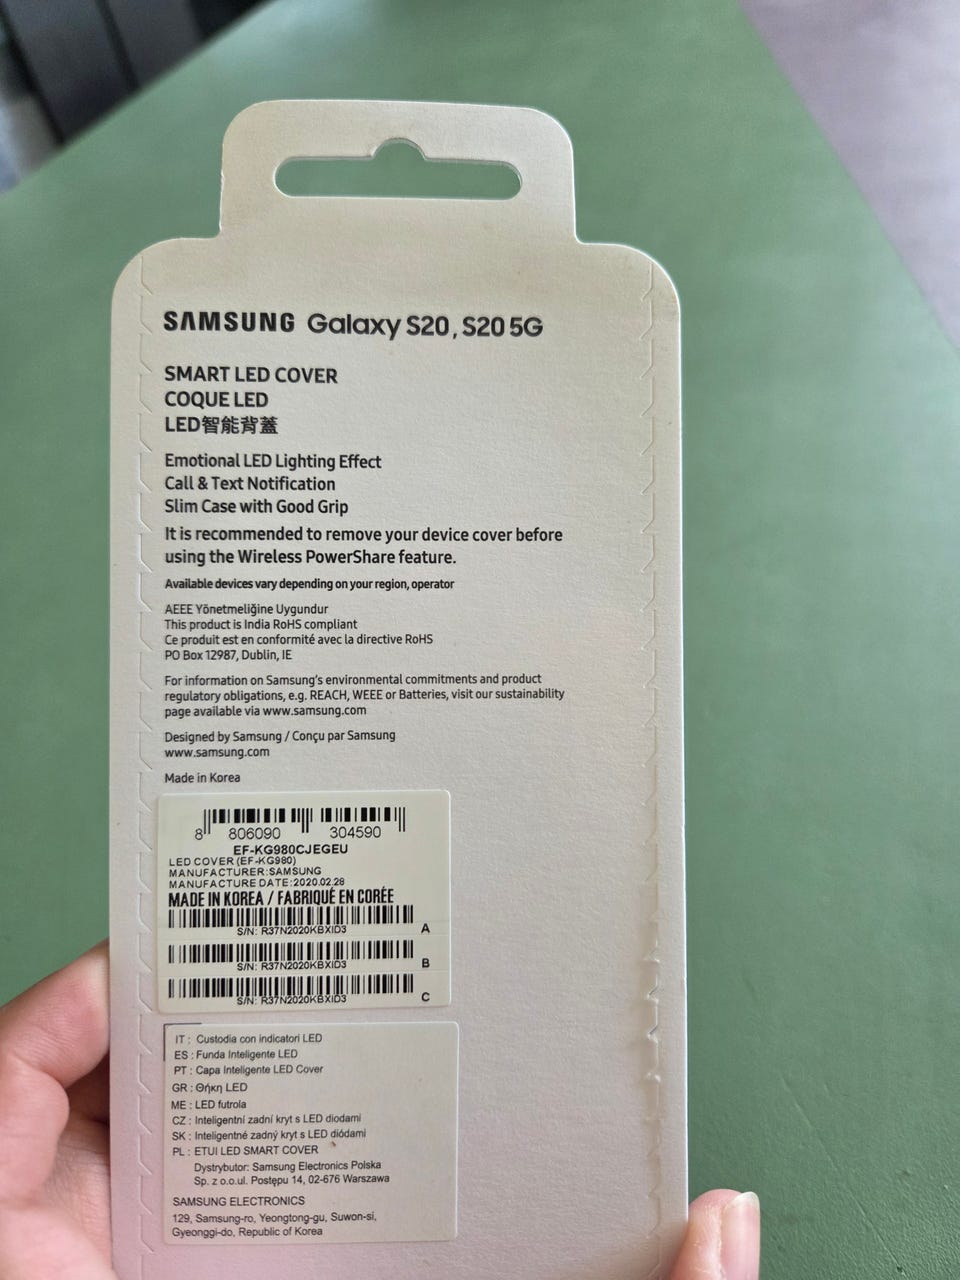 SAMSUNG Galaxy S20, S20 5G
SMART LED COVER
COQUE LED
LED智能背蓋
Emotional LED Lighting Effect
Call & Text Notification
Slim Case with Good Grip
It is recommended to remove your device cover before
using the Wireless PowerShare feature.
Available devices vary depending on your region, operator
AEEE Yönetmeliğine Uygundur
This product is India RoHS compliant
Ce produit est en conformité avec la directive RoHS
PO Box 12987, Dublin, IE
For information on Samsung's environmental commitments and product
regulatory obligations, e.g. REACH, WEEE or Batteries, visit our sustainability
page available via www.samsung.com
Designed by Samsung / Conçu par Samsung
www.samsung.com
Made in Korea
8 806090 304590
EF-KG980CJEGEU
LED COVER (EF-KG980)
MANUFACTURER:SAMSUNG
MANUFACTURE DATE:2020.02.28
MADE IN KOREA / FABRIQUÉ EN CORÉE
S/N: R37N2020KBXID3 A
S/N: R37N2020KBXID3 B
S/N: R37N2020KBXID3 C
IT : Custodia con indicatori LED
ES : Funda Inteligente LED
PT : Capa Inteligente LED Cover
GR : Θήκη LED
ME : LED futrola
CZ : Inteligentní zadní kryt s LED diodami
SK : Inteligentné zadný kryt s LED diódami
PL : ETUI LED SMART COVER
Dystrybutor: Samsung Electronics Polska
Sp. z o.o.ul. Postępu 14, 02-676 Warszawa
SAMSUNG ELECTRONICS
129, Samsung-ro, Yeongtong-gu, Suwon-si,
Gyeonggi-do, Republic of Korea